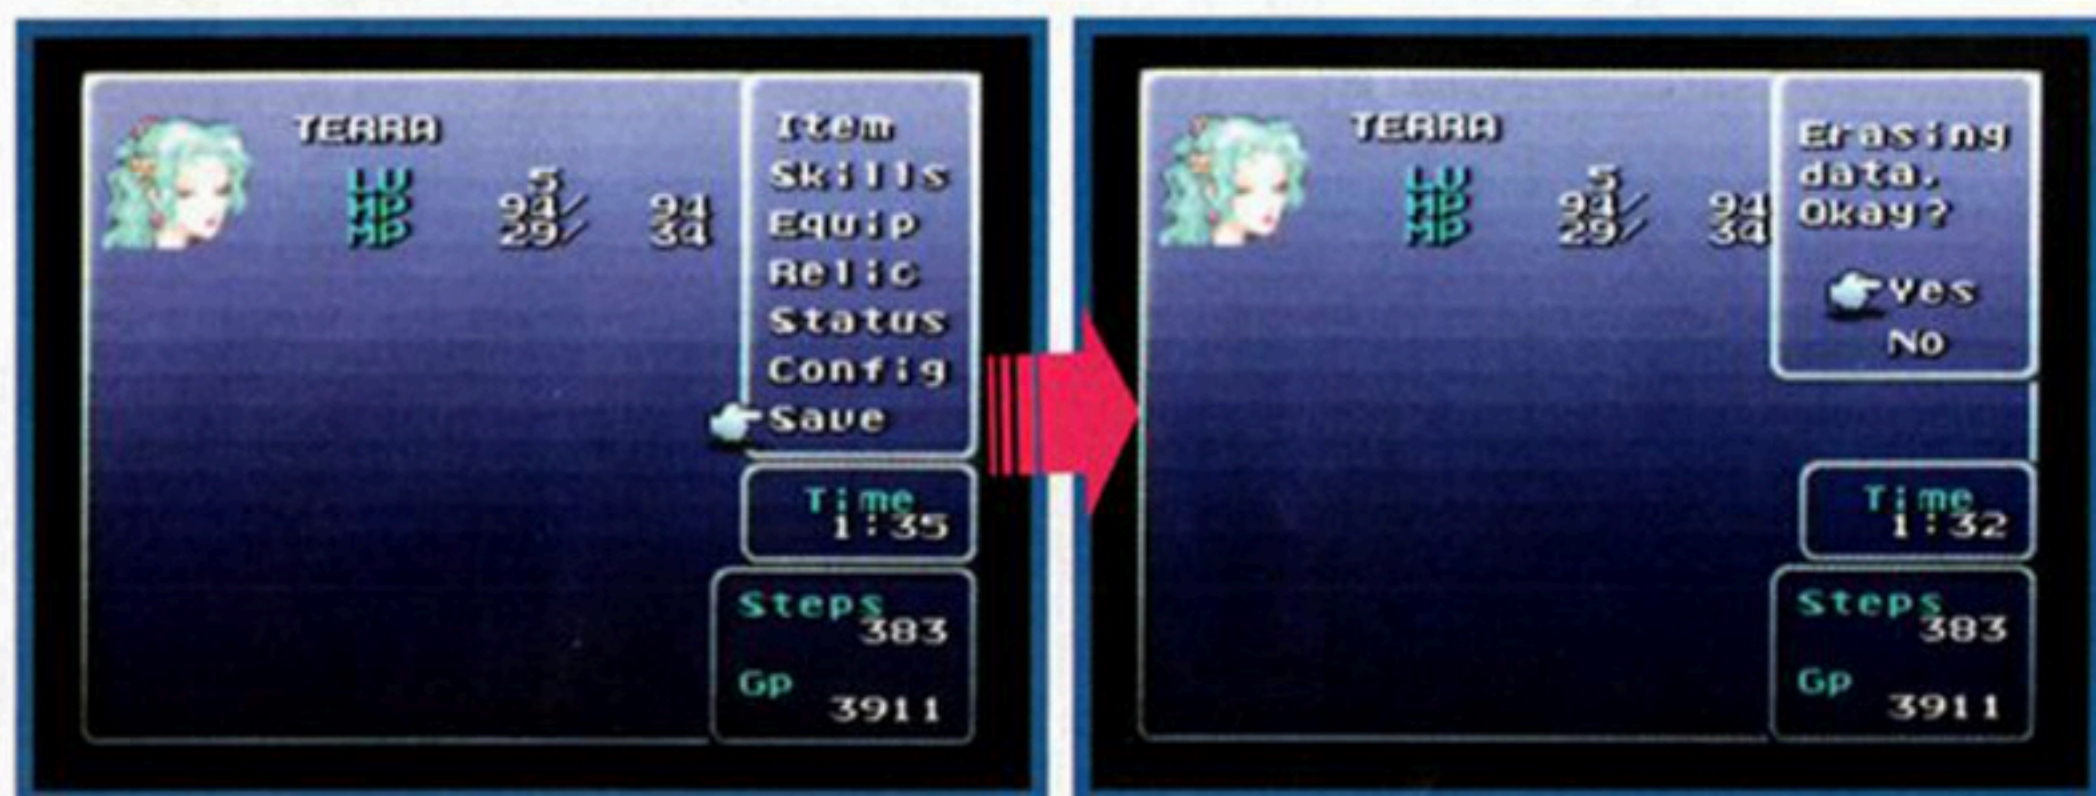 TERRA
LV 5
HP 94/ 94
MP 29/ 34
Item
Skills
Equip
Relic
Status
Config
Save
Time
1:35
Steps
383
Gp
3911
TERRA
LV 5
HP 94/ 94
MP 29/ 34
Erasing
data.
Okay?
Yes
No
Time
1:32
Steps
383
Gp
3911